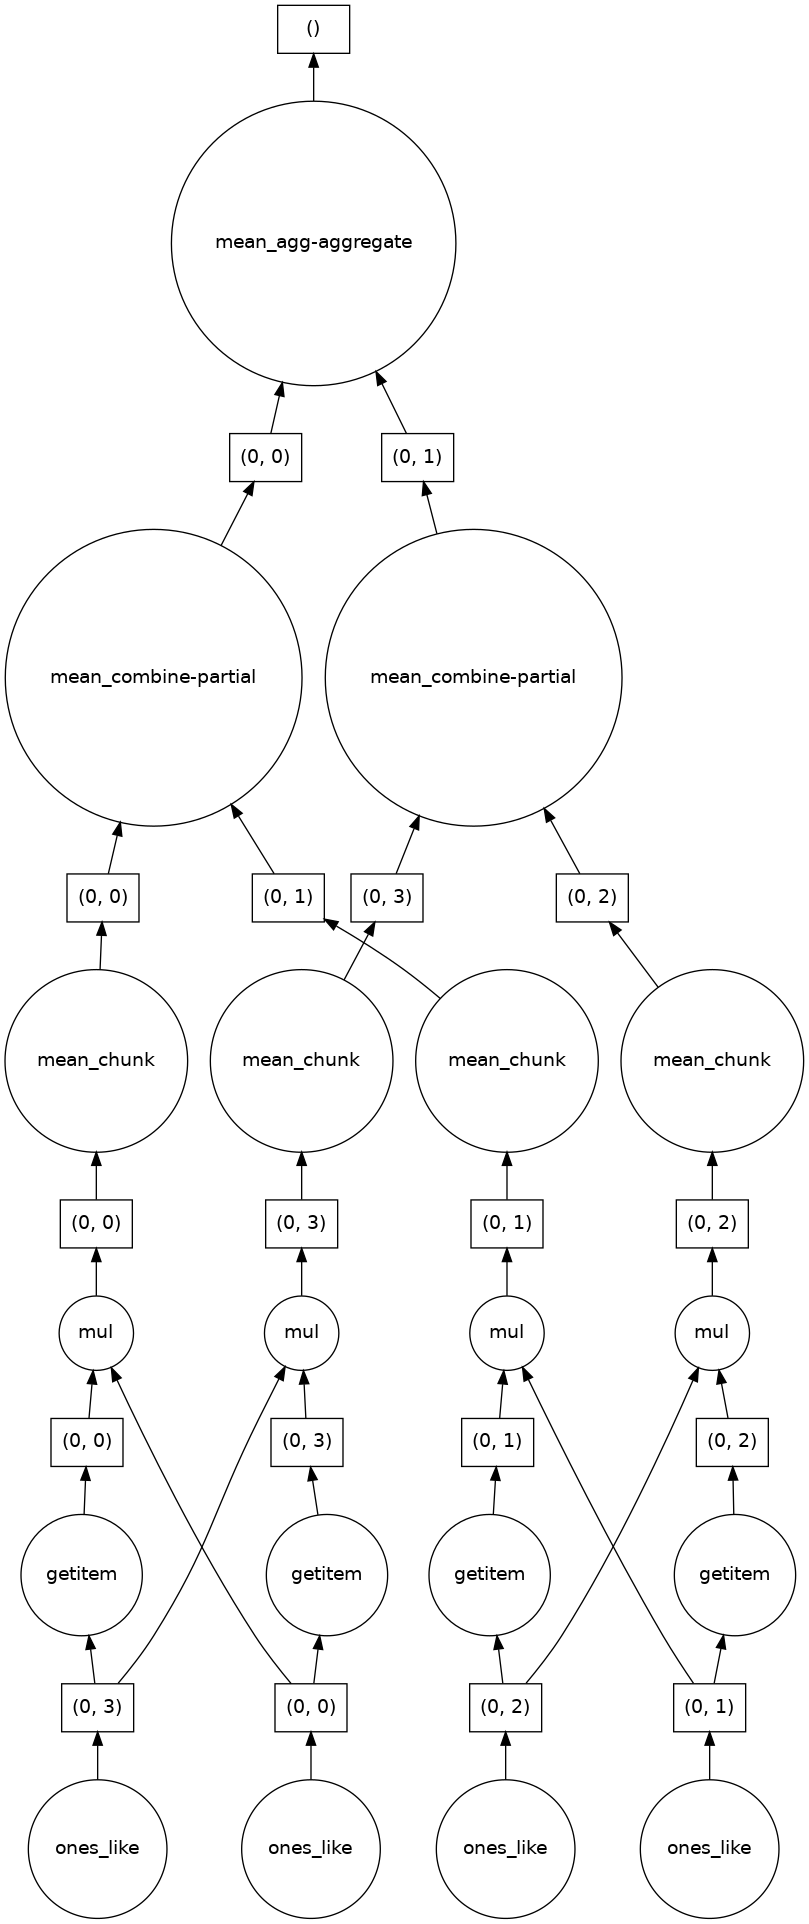 ()
mean_agg-aggregate
(0, 0)
(0, 1)
mean_combine-partial
mean_combine-partial
(0, 0)
(0, 1)
(0, 3)
(0, 2)
mean_chunk
mean_chunk
mean_chunk
mean_chunk
(0, 0)
(0, 3)
(0, 1)
(0, 2)
mul
mul
mul
mul
(0, 0)
(0, 3)
(0, 1)
(0, 2)
getitem
getitem
getitem
getitem
(0, 3)
(0, 0)
(0, 2)
(0, 1)
ones_like
ones_like
ones_like
ones_like